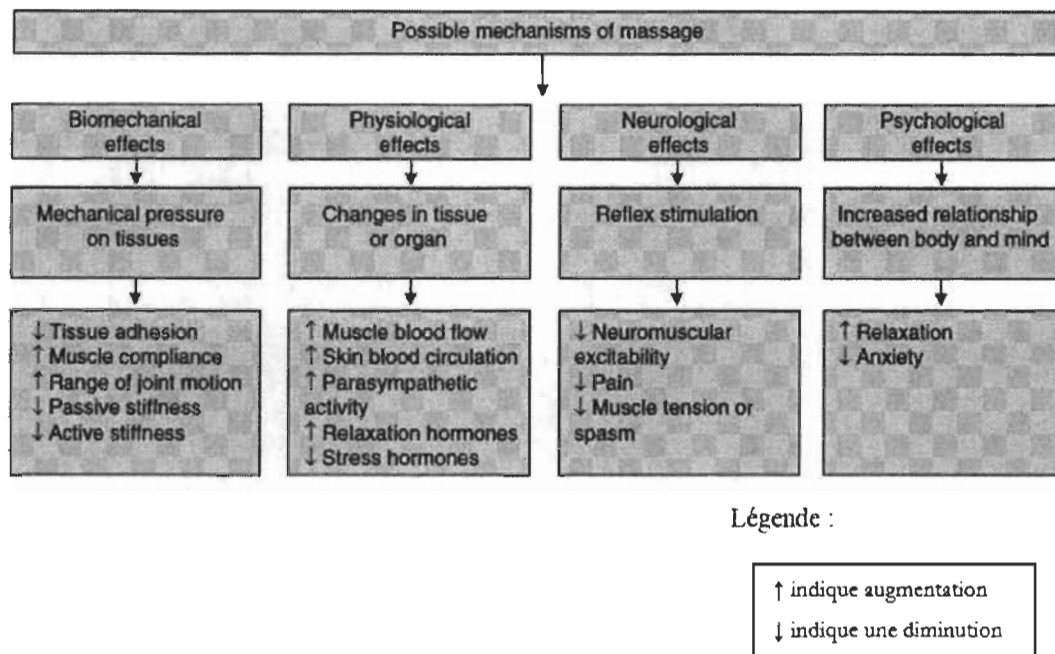 Possible mechanisms of massage
Biomechanical
effects
Mechanical pressure
on tissues
↓ Tissue adhesion
↑ Muscle compliance
↑ Range of joint motion
↓ Passive stiffness
↓ Active stiffness
Physiological
effects
Changes in tissue
or organ
↑ Muscle blood flow
↑ Skin blood circulation
↑ Parasympathetic
activity
↑ Relaxation hormones
↓ Stress hormones
Neurological
effects
Reflex stimulation
↓ Neuromuscular
excitability
↓ Pain
↓ Muscle tension or
spasm
Psychological
effects
Increased relationship
between body and mind
↑ Relaxation
↓ Anxiety
Légende :
↑ indique augmentation
↓ indique une diminution